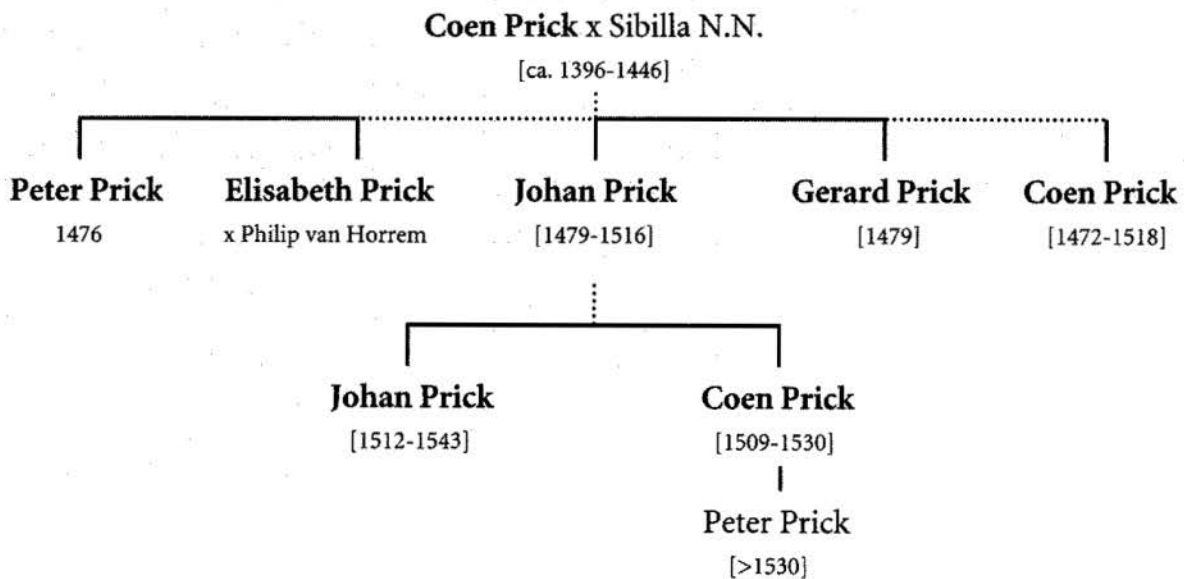 Coen Prick x Sibilla N.N.
[ca. 1396-1446]
Peter Prick Elisabeth Prick Johan Prick Gerard Prick Coen Prick
1476 x Philip van Horrem [1479-1516] [1479] [1472-1518]
Johan Prick Coen Prick
[1512-1543] [1509-1530]
Peter Prick
[>1530]